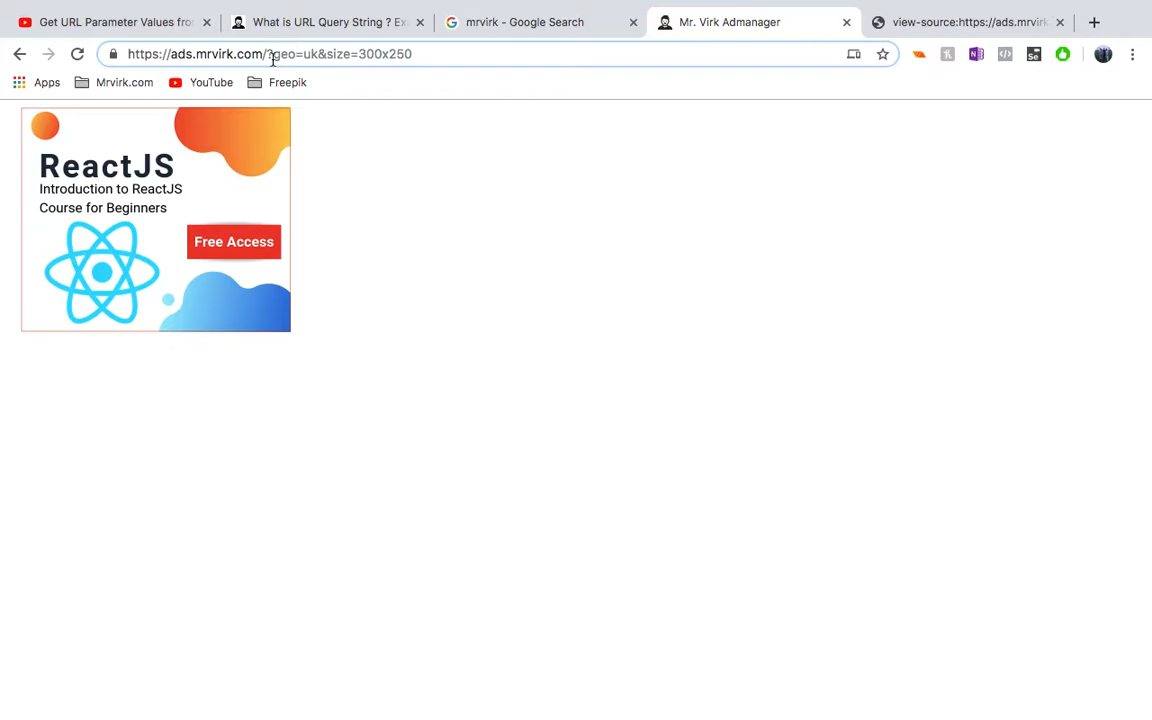 Get URL Parameter Values fro
What is URL Query String ? Ex
mrvirk - Google Search
Mr. Virk Admanager
view-source:https://ads.mrvirk
https://ads.mrvirk.com/?geo=uk&size=300x250
Apps
Mrvirk.com
YouTube
Freepik
ReactJS
Introduction to ReactJS
Course for Beginners
Free Access